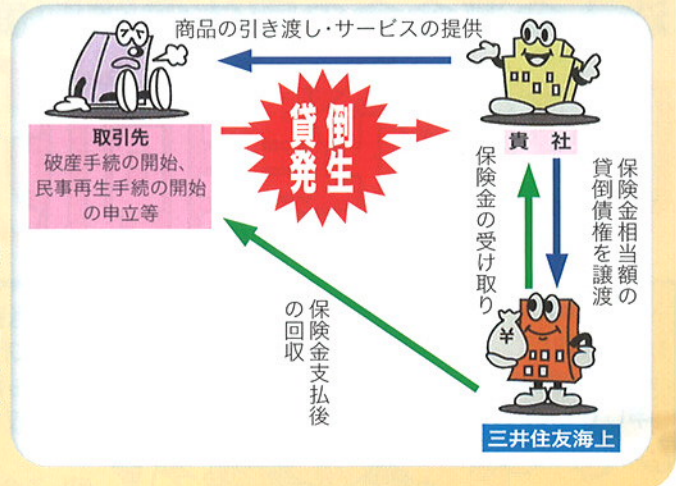 商品の引き渡し・サービスの提供
貸倒
発生
取引先
破産手続の開始、
民事再生手続の開始
の申立等
貴 社
保険金の受け取り
保険金相当額の
貸倒債権を譲渡
保険金支払後
の回収
¥
三井住友海上